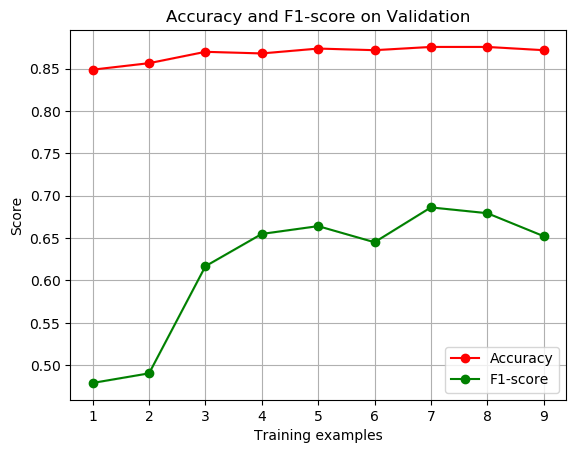 Accuracy and F1-score on Validation
Score
0.85
0.80
0.75
0.70
0.65
0.60
0.55
0.50
1 2 3 4 5 6 7 8 9
Training examples
Accuracy
F1-score